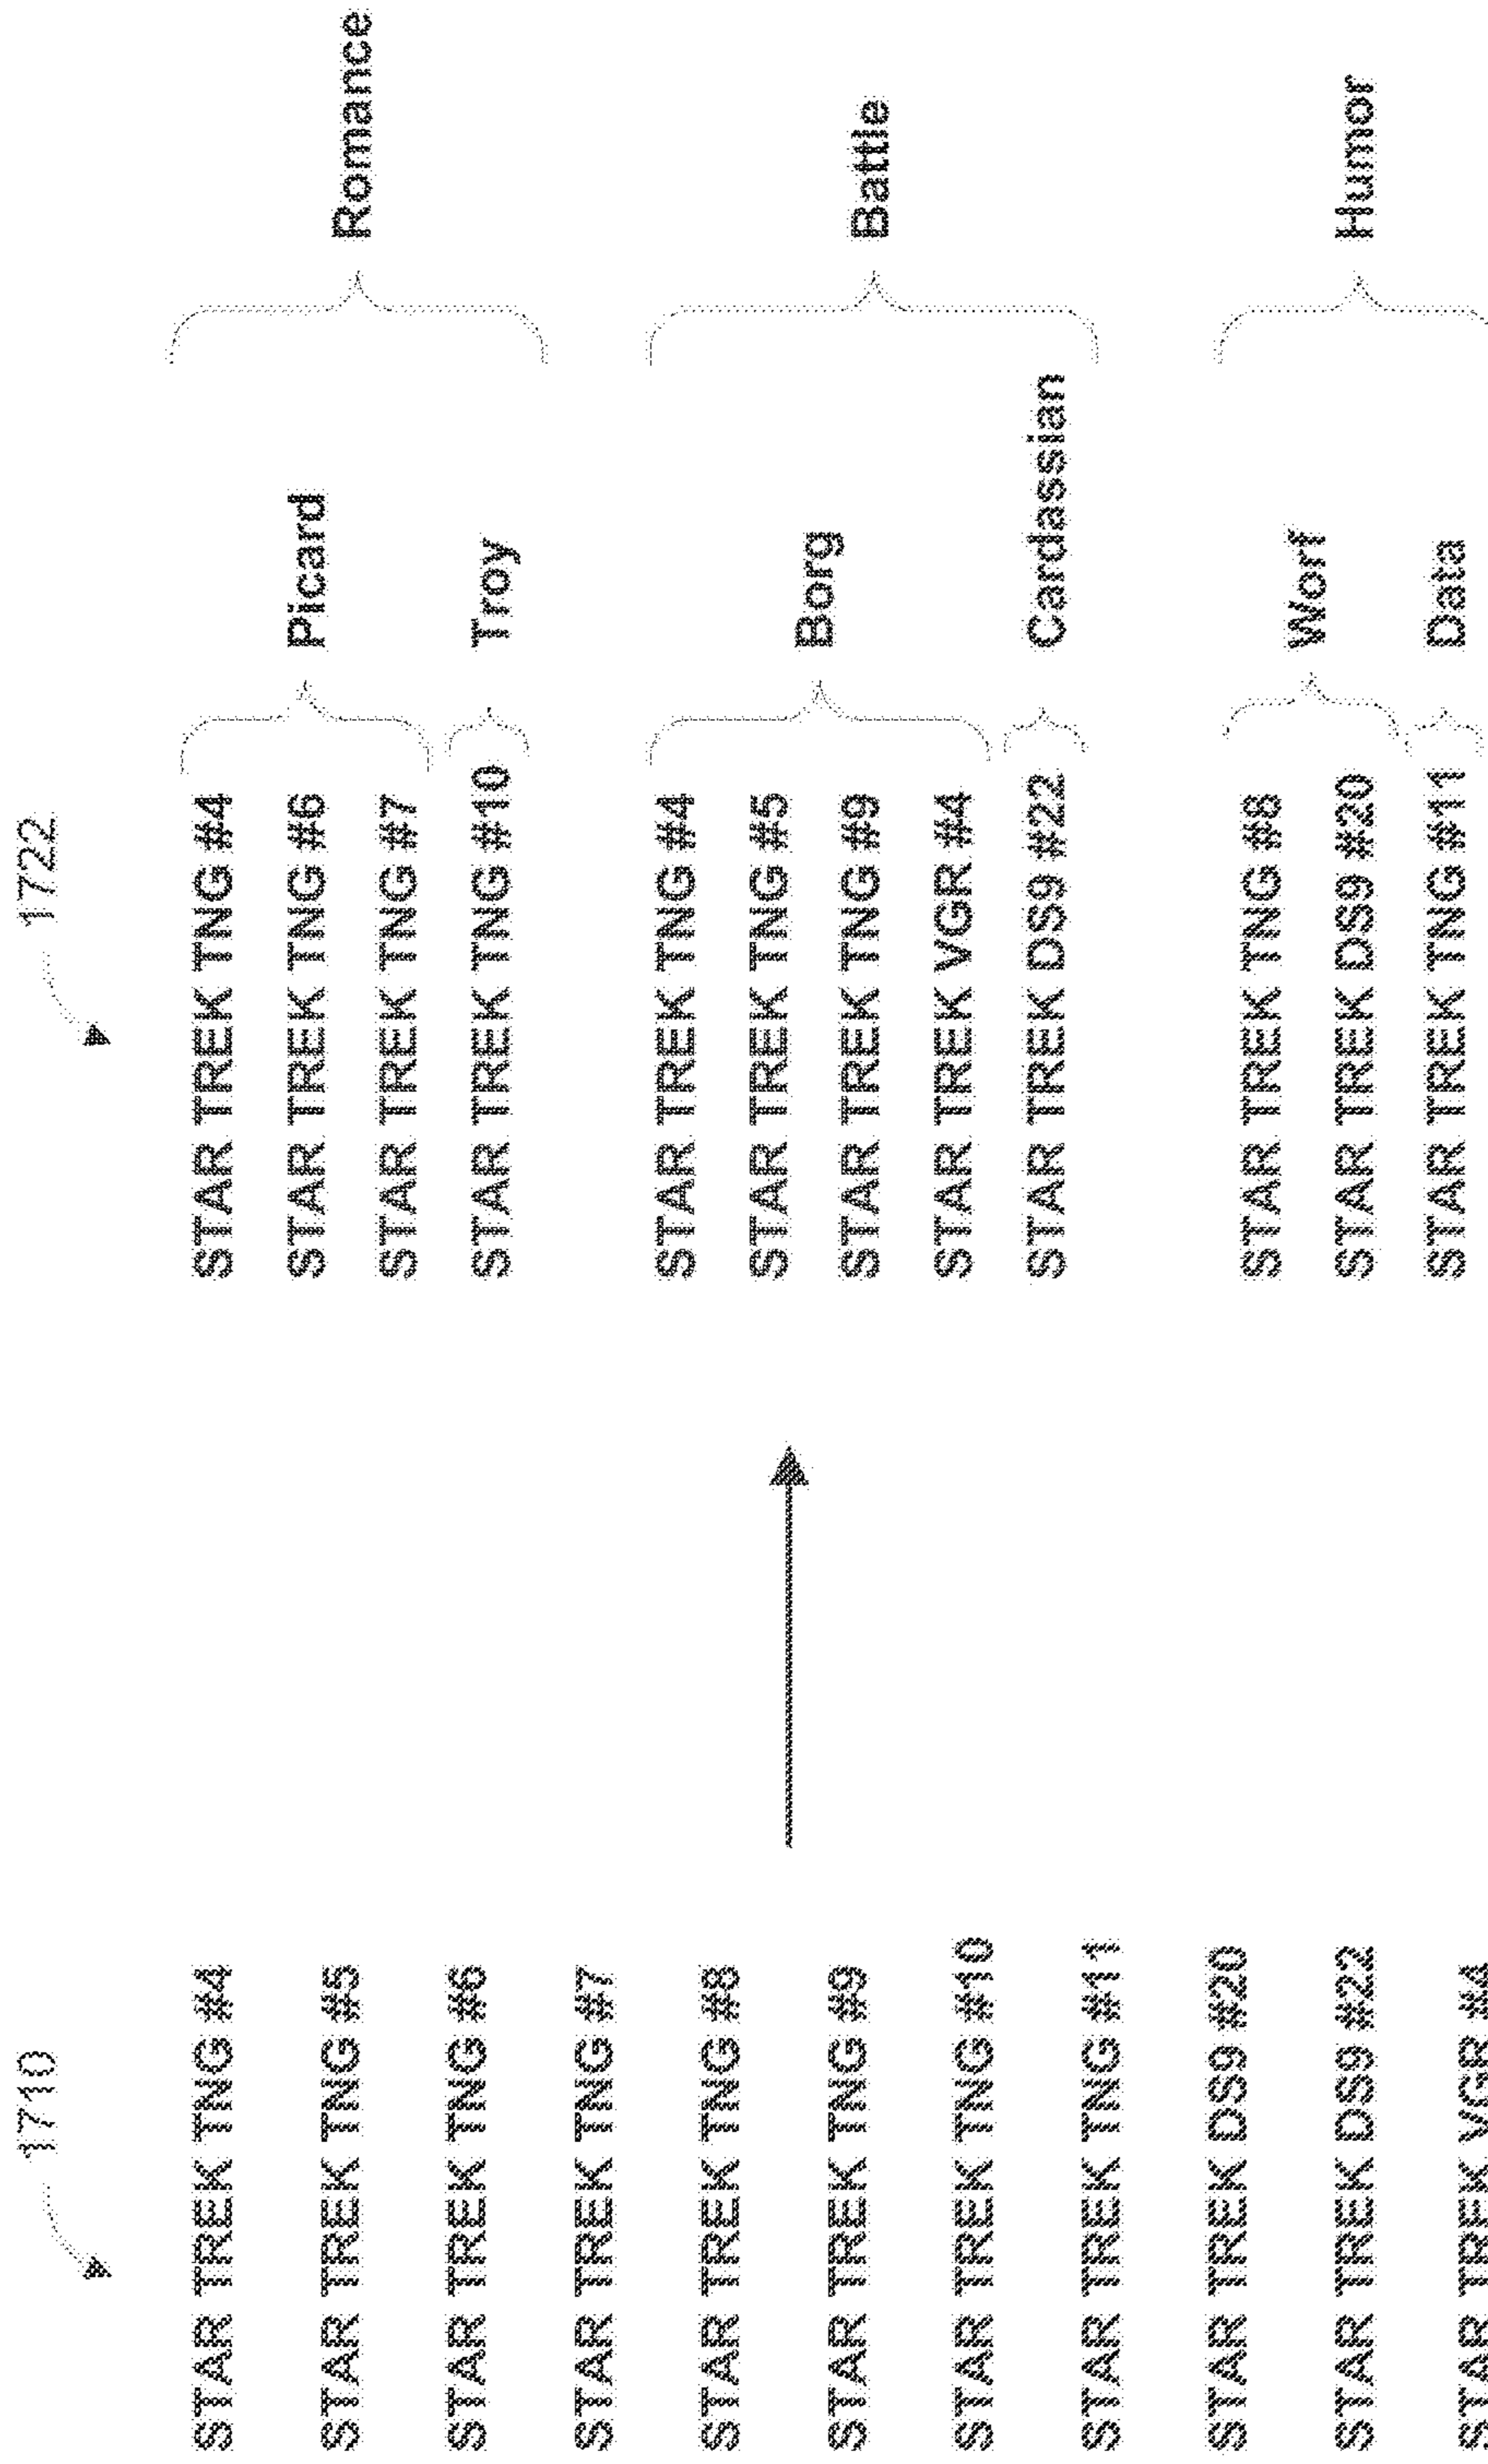 1710
STAR TREK TNG #4
STAR TREK TNG #5
STAR TREK TNG #6
STAR TREK TNG #7
STAR TREK TNG #8
STAR TREK TNG #9
STAR TREK TNG #10
STAR TREK TNG #11
STAR TREK DS9 #20
STAR TREK DS9 #22
STAR TREK VGR #4
1722
STAR TREK TNG #4
STAR TREK TNG #6
STAR TREK TNG #7
Picard
STAR TREK TNG #10 Troy
Romance
STAR TREK TNG #4
STAR TREK TNG #5
STAR TREK TNG #9
STAR TREK VGR #4
Borg
STAR TREK DS9 #22 Cardassian
Battle
STAR TREK TNG #8
STAR TREK DS9 #20
Worf
STAR TREK TNG #11 Data
Humor